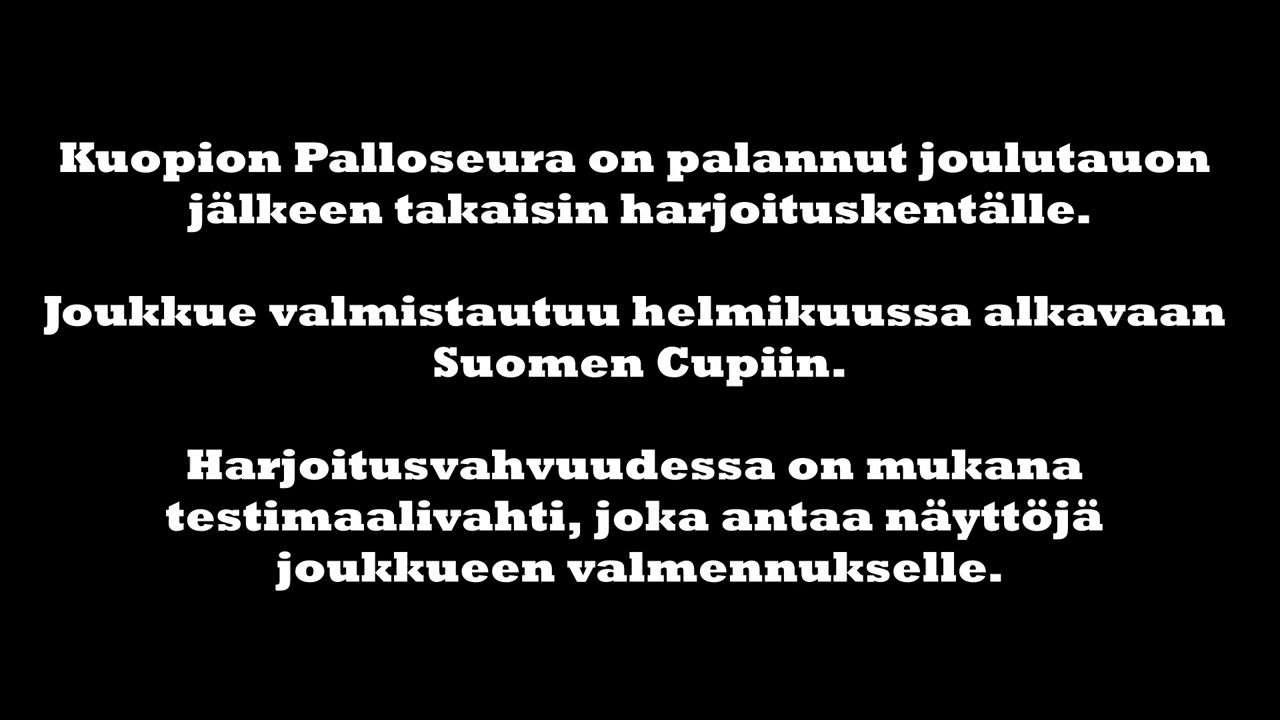 Kuopion Palloseura on palannut joulutauon
jälkeen takaisin harjoituskentälle.
Joukkue valmistautuu helmikuussa alkavaan
Suomen Cupiin.
Harjoitusvahvuudessa on mukana
testimaalivahti, joka antaa näyttöjä
joukkueen valmennukselle.